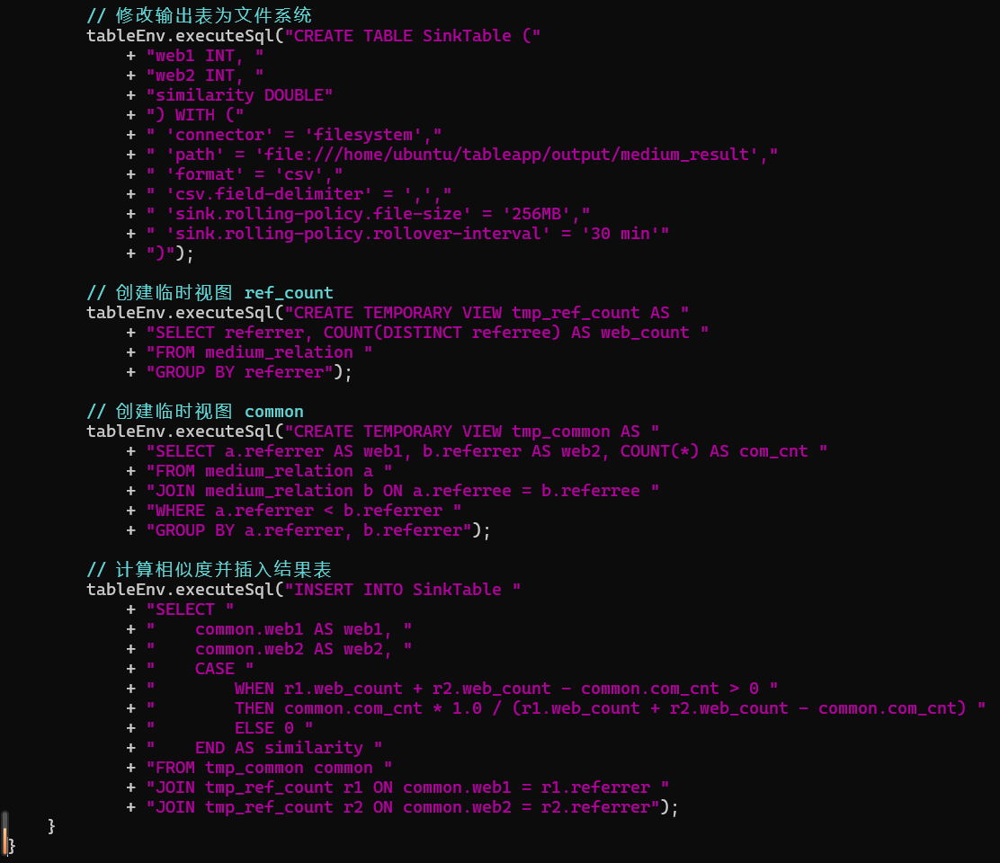 // 修改输出表为文件系统
tableEnv.executeSql("CREATE TABLE SinkTable ("
+ "web1 INT, "
+ "web2 INT, "
+ "similarity DOUBLE"
+ ") WITH ("
+ " 'connector' = 'filesystem',"
+ " 'path' = 'file:///home/ubuntu/tableapp/output/medium_result',"
+ " 'format' = 'csv',"
+ " 'csv.field-delimiter' = ',',"
+ " 'sink.rolling-policy.file-size' = '256MB',"
+ " 'sink.rolling-policy.rollover-interval' = '30 min'"
+ ")");
// 创建临时视图 ref_count
tableEnv.executeSql("CREATE TEMPORARY VIEW tmp_ref_count AS "
+ "SELECT referrer, COUNT(DISTINCT referree) AS web_count "
+ "FROM medium_relation "
+ "GROUP BY referrer");
// 创建临时视图 common
tableEnv.executeSql("CREATE TEMPORARY VIEW tmp_common AS "
+ "SELECT a.referrer AS web1, b.referrer AS web2, COUNT(*) AS com_cnt "
+ "FROM medium_relation a "
+ "JOIN medium_relation b ON a.referree = b.referree "
+ "WHERE a.referrer < b.referrer "
+ "GROUP BY a.referrer, b.referrer");
// 计算相似度并插入结果表
tableEnv.executeSql("INSERT INTO SinkTable "
+ "SELECT "
+ "    common.web1 AS web1, "
+ "    common.web2 AS web2, "
+ "    CASE "
+ "        WHEN r1.web_count + r2.web_count - common.com_cnt > 0 "
+ "        THEN common.com_cnt * 1.0 / (r1.web_count + r2.web_count - common.com_cnt) "
+ "        ELSE 0 "
+ "    END AS similarity "
+ "FROM tmp_common common "
+ "JOIN tmp_ref_count r1 ON common.web1 = r1.referrer "
+ "JOIN tmp_ref_count r2 ON common.web2 = r2.referrer");
}
}